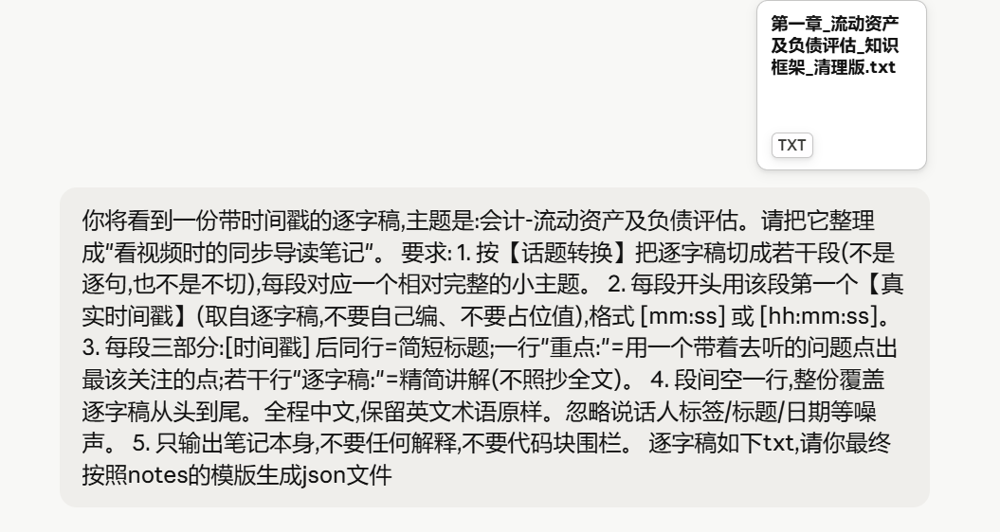 第一章_流动资产
及负债评估_知识
框架_清理版.txt
TXT
你将看到一份带时间戳的逐字稿,主题是:会计-流动资产及负债评估。请把它整理
成"看视频时的同步导读笔记"。 要求: 1. 按【话题转换】把逐字稿切成若干段(不是
逐句,也不是不切),每段对应一个相对完整的小主题。 2. 每段开头用该段第一个【真
实时间戳】(取自逐字稿,不要自己编、不要占位值),格式 [mm:ss] 或 [hh:mm:ss]。
3. 每段三部分:[时间戳] 后同行=简短标题;一行"重点:"=用一个带着去听的问题点出
最该关注的点;若干行"逐字稿:"=精简讲解(不照抄全文)。 4. 段间空一行,整份覆盖
逐字稿从头到尾。全程中文,保留英文术语原样。忽略说话人标签/标题/日期等噪
声。 5. 只输出笔记本身,不要任何解释,不要代码块围栏。 逐字稿如下txt,请你最终
按照notes的模版生成json文件